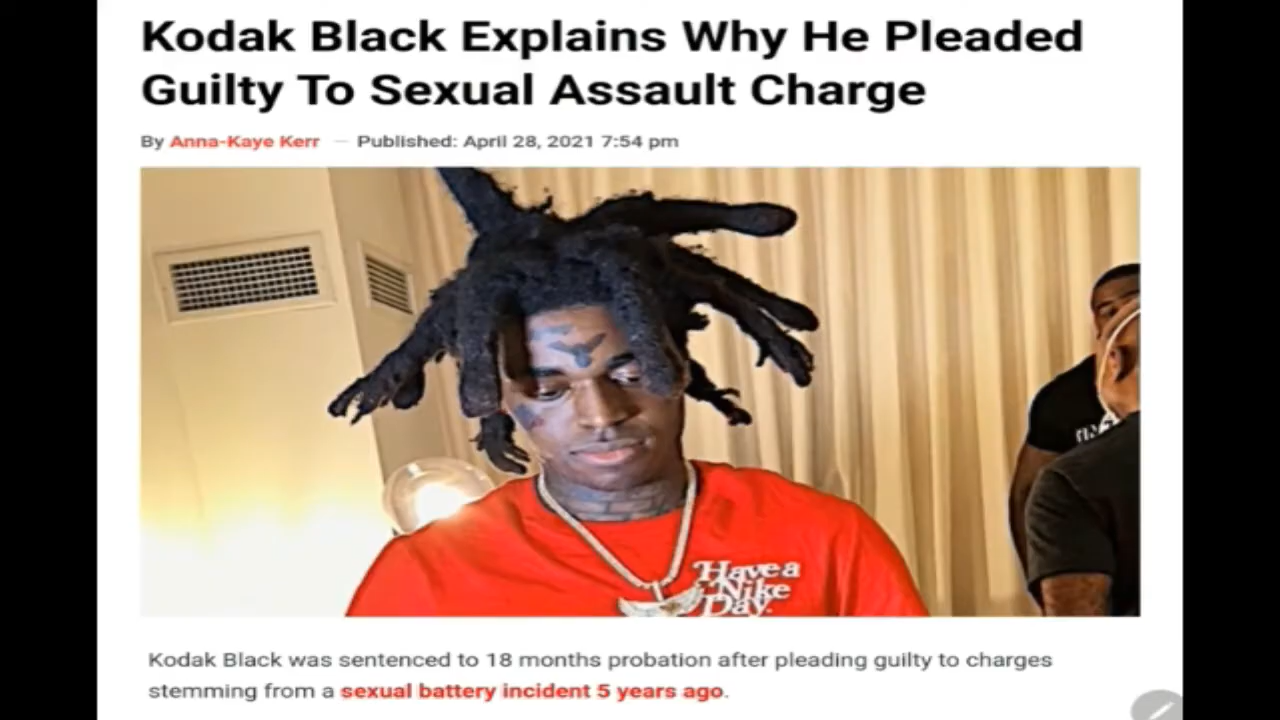 Kodak Black Explains Why He Pleaded
Guilty To Sexual Assault Charge
By Anna-Kaye Kerr — Published: April 28, 2021 7:54 pm
Have a
Nike
Day.
Kodak Black was sentenced to 18 months probation after pleading guilty to charges
stemming from a sexual battery incident 5 years ago.